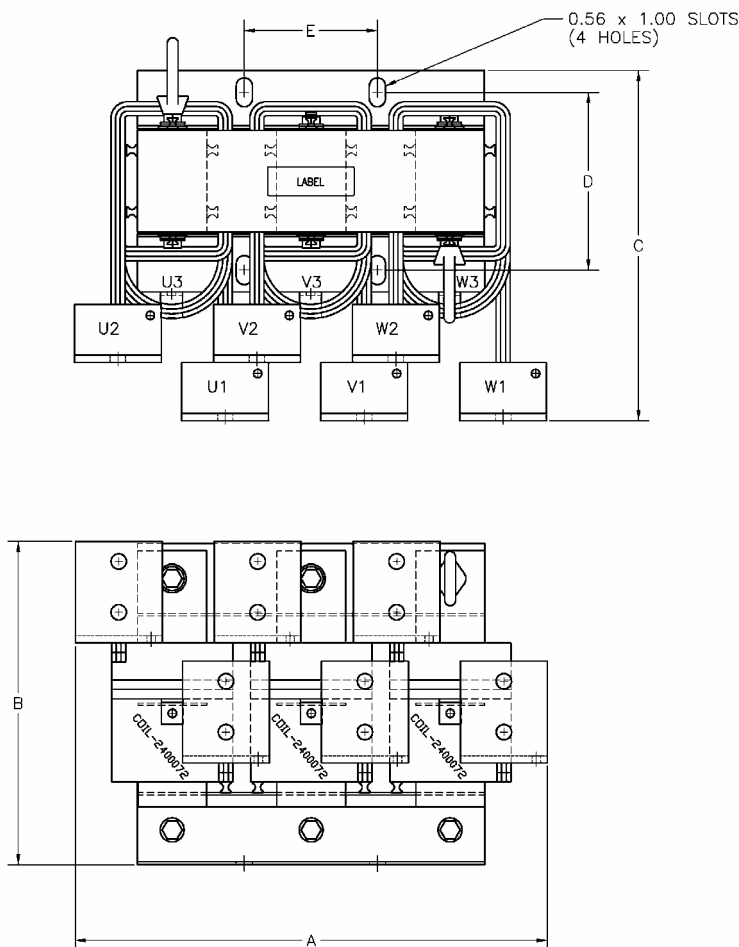 E
0.56 x 1.00 SLOTS
(4 HOLES)
LABEL
D
C
U3
V3
W3
U2
V2
W2
U1
V1
W1
B
COIL-2400072
COIL-2400072
COIL-2400072
A